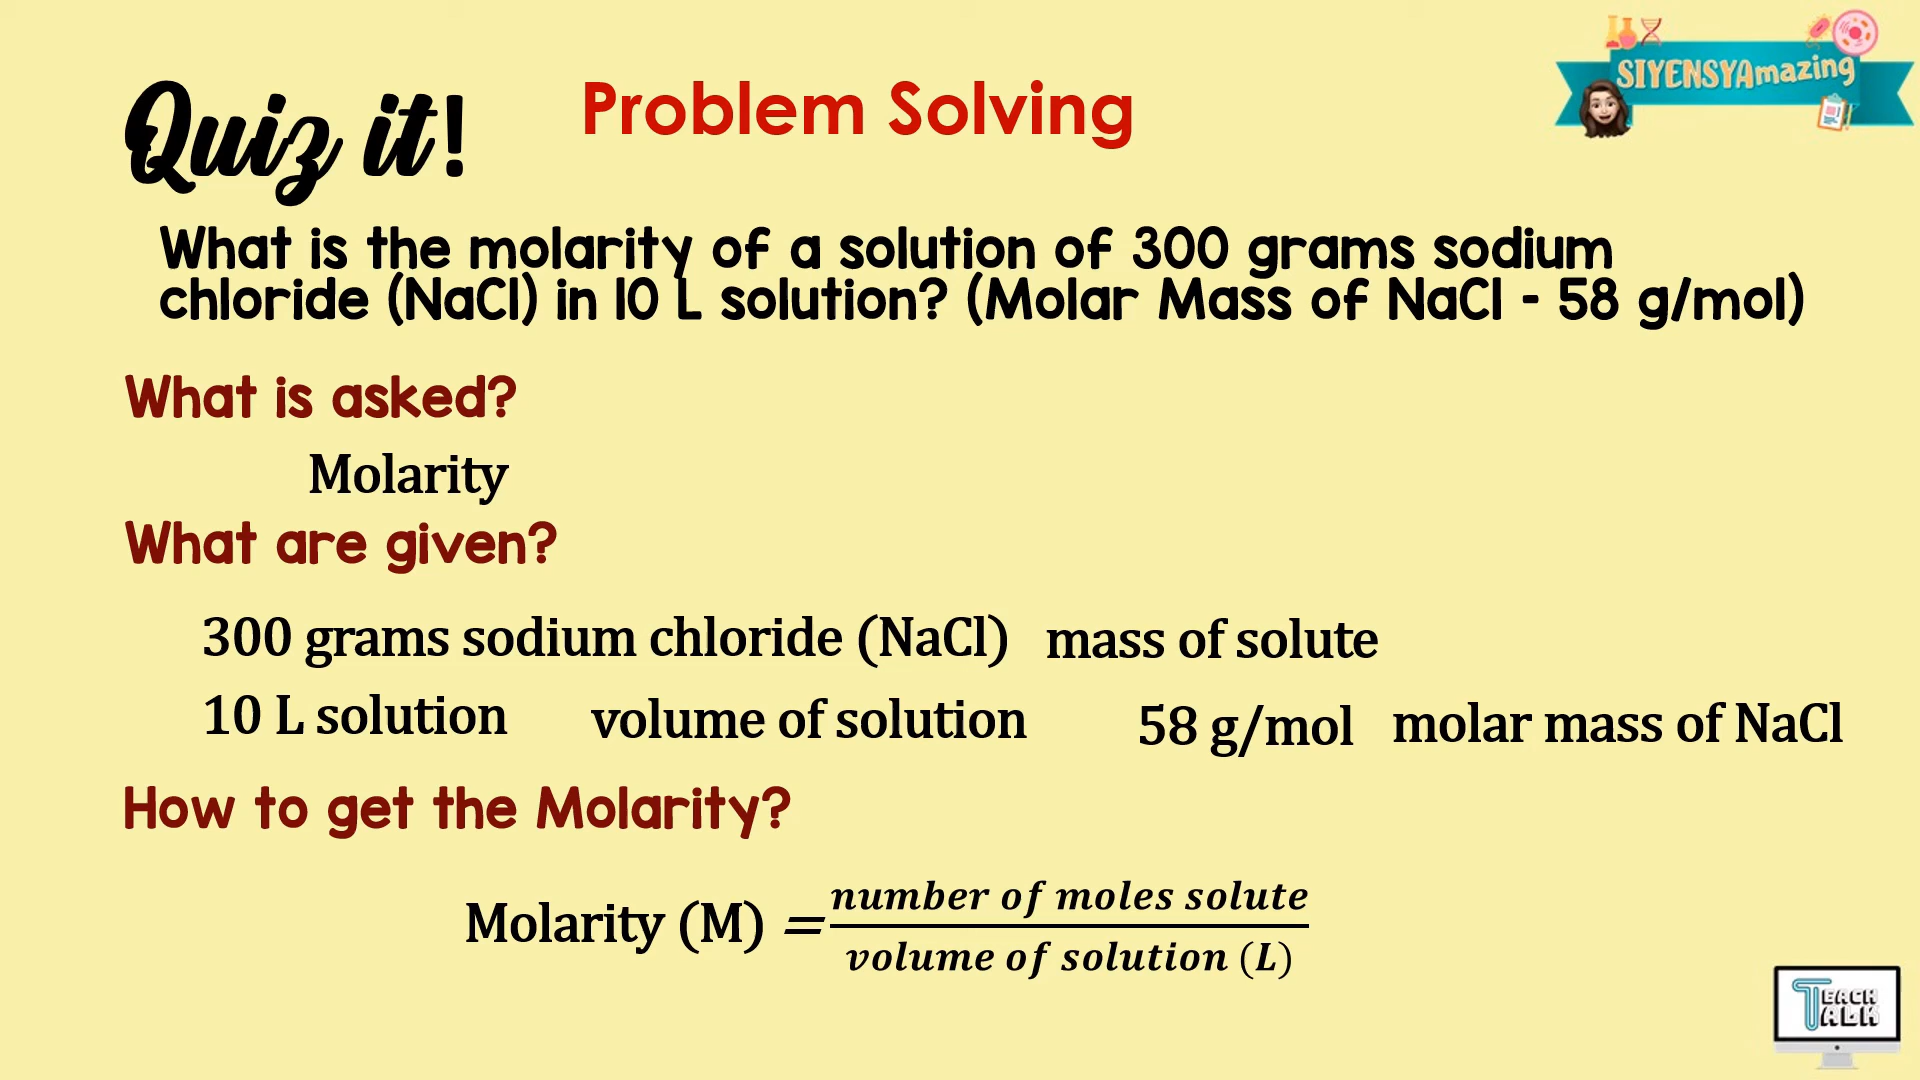 Quiz it!
Problem Solving
SIYENSYAmazing
What is the molarity of a solution of 300 grams sodium
chloride (NaCl) in 10 L solution? (Molar Mass of NaCl - 58 g/mol)
What is asked?
Molarity
What are given?
300 grams sodium chloride (NaCl) mass of solute
10 L solution volume of solution 58 g/mol molar mass of NaCl
How to get the Molarity?
number of moles solute
Molarity (M) =
volume of solution (L)
TEACH
TALK